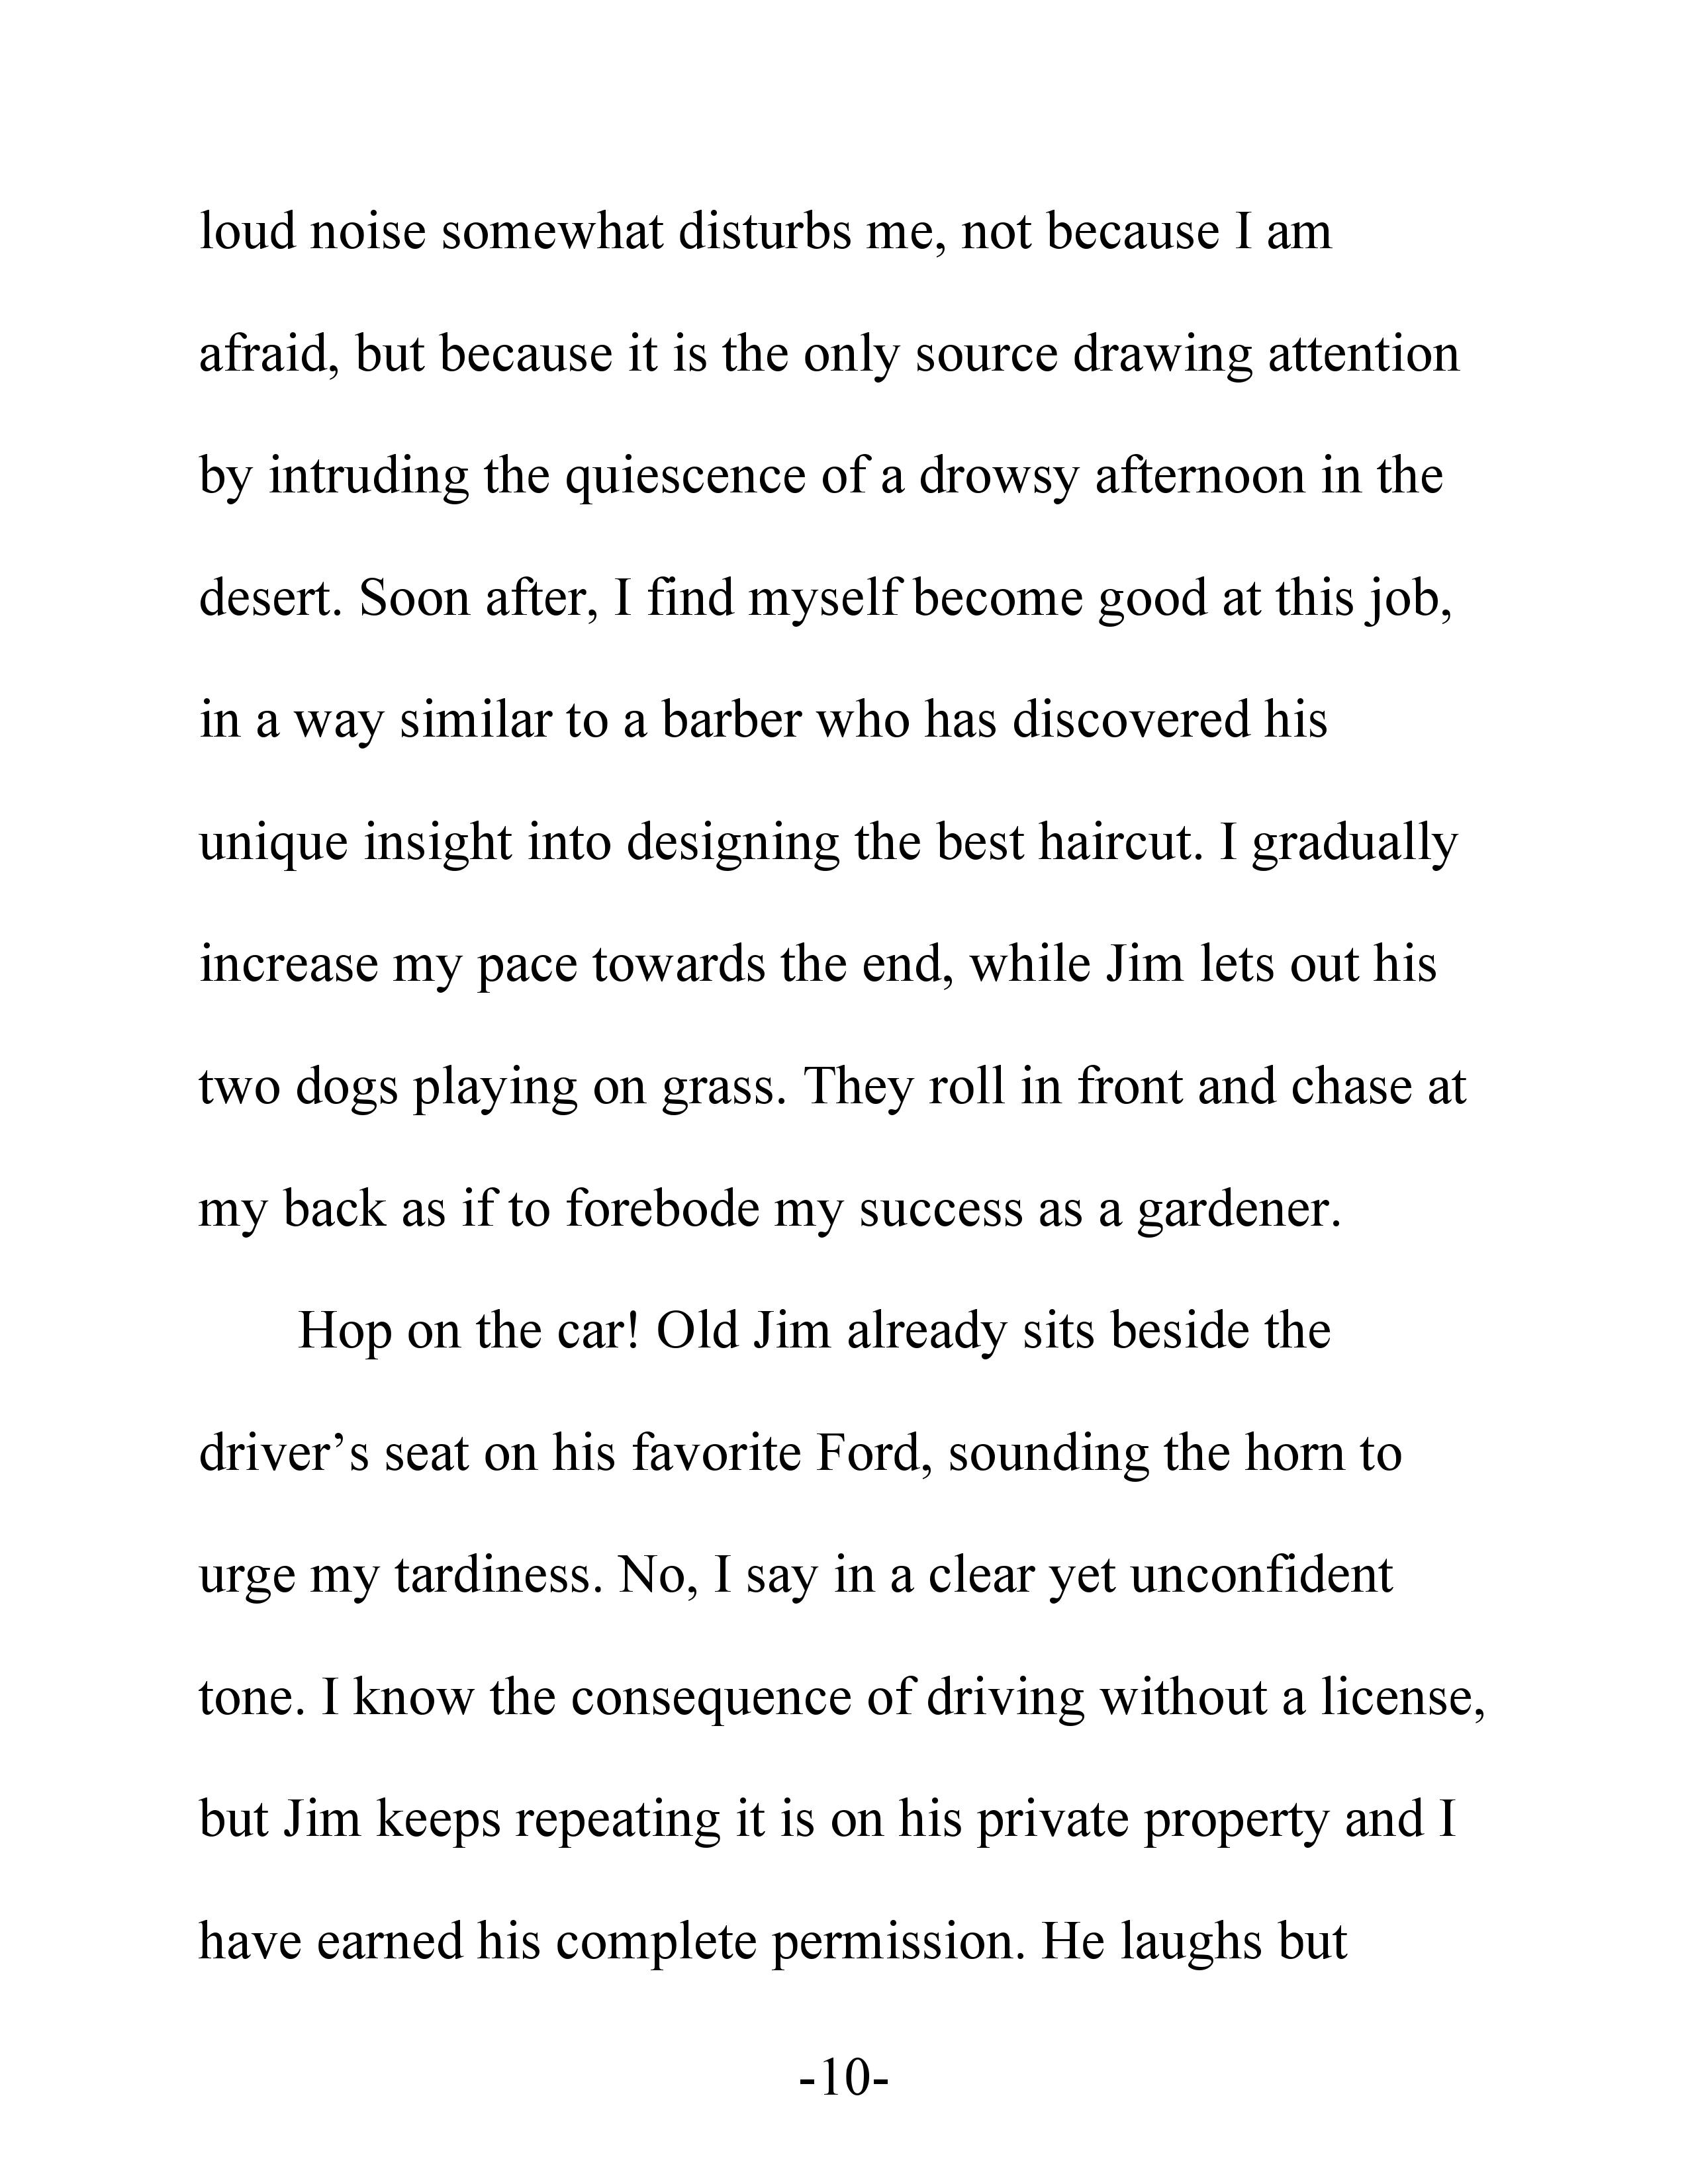 loud noise somewhat disturbs me, not because I am
afraid, but because it is the only source drawing attention
by intruding the quiescence of a drowsy afternoon in the
desert. Soon after, I find myself become good at this job,
in a way similar to a barber who has discovered his
unique insight into designing the best haircut. I gradually
increase my pace towards the end, while Jim lets out his
two dogs playing on grass. They roll in front and chase at
my back as if to forebode my success as a gardener.
Hop on the car! Old Jim already sits beside the
driver’s seat on his favorite Ford, sounding the horn to
urge my tardiness. No, I say in a clear yet unconfident
tone. I know the consequence of driving without a license,
but Jim keeps repeating it is on his private property and I
have earned his complete permission. He laughs but
-10-